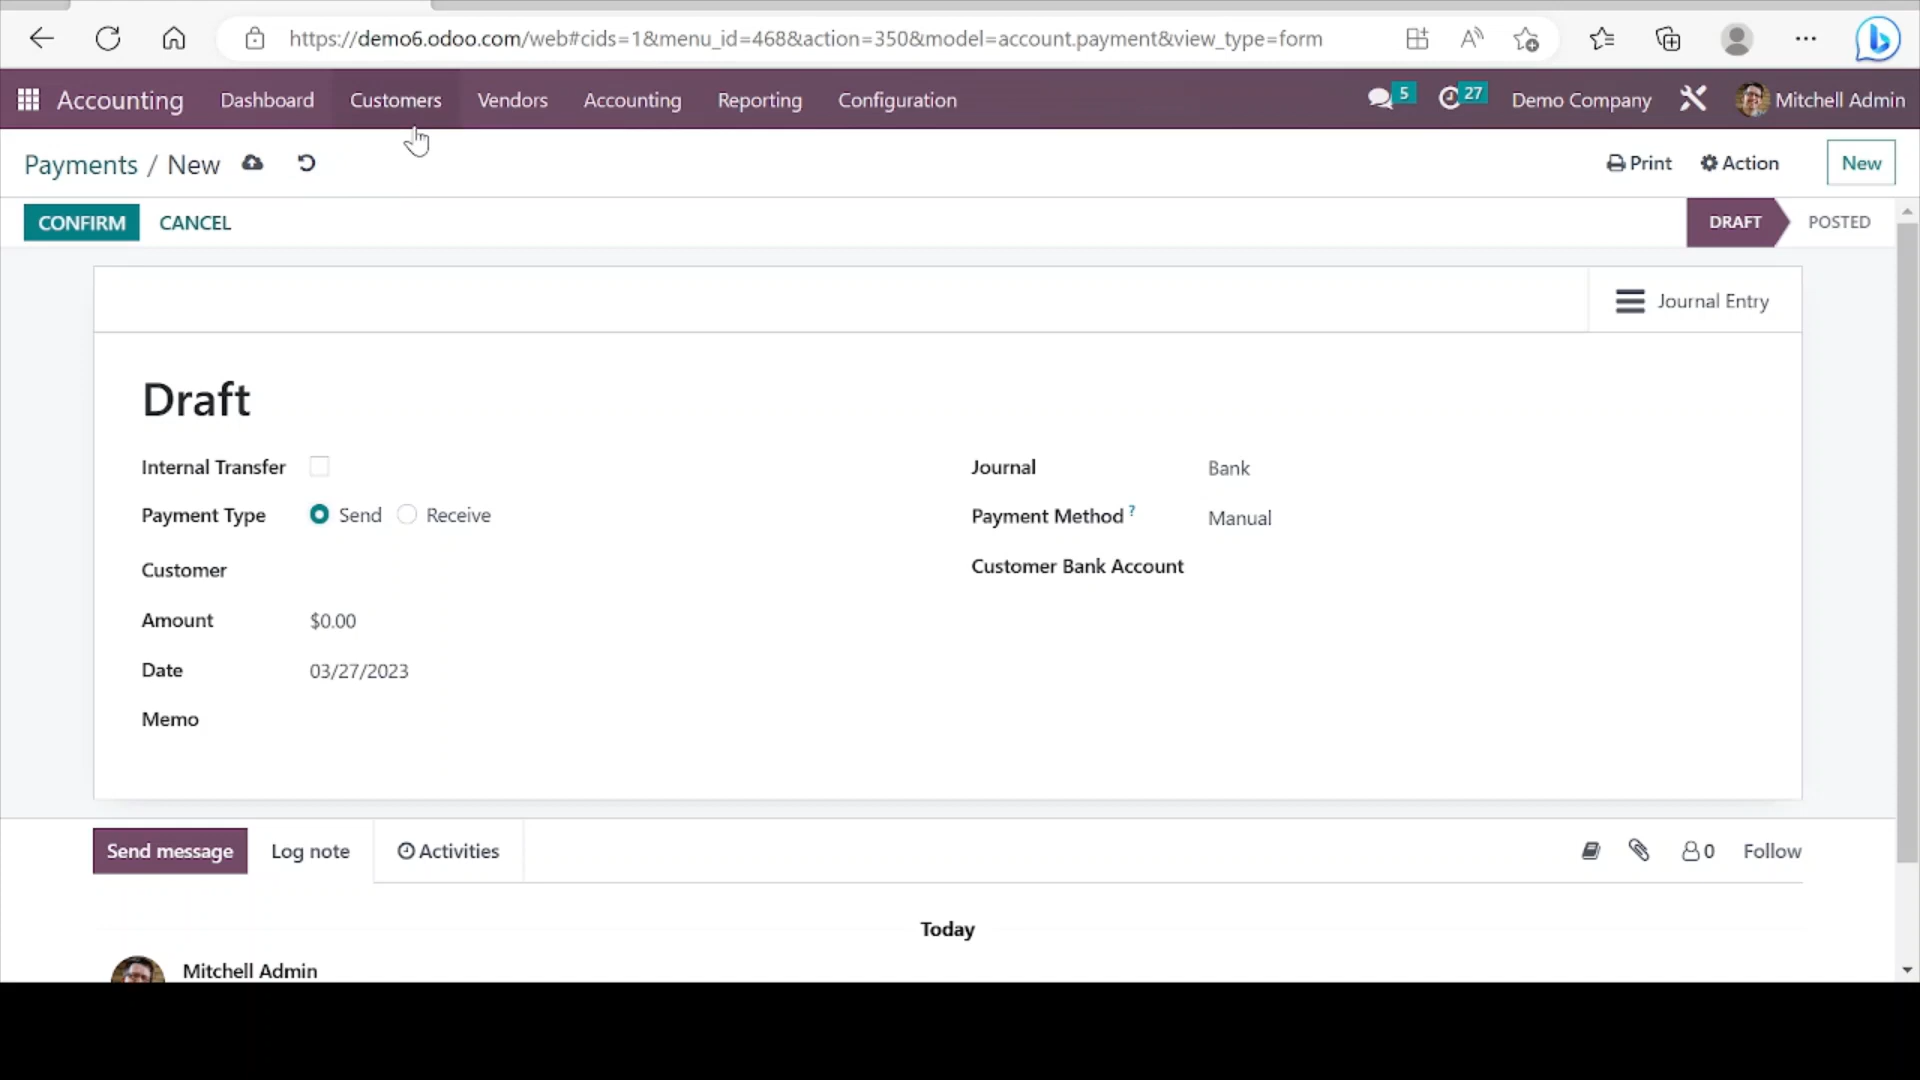 https://demo6.odoo.com/web#cids=1&menu_id=468&action=350&model=account.payment&view_type=form
Accounting Dashboard Customers Vendors Accounting Reporting Configuration 5 27 Demo Company Mitchell Admin
Payments / New Print Action New
CONFIRM CANCEL DRAFT POSTED
Journal Entry
Draft
Internal Transfer Journal Bank
Payment Type Send Receive Payment Method ? Manual
Customer Customer Bank Account
Amount $0.00
Date 03/27/2023
Memo
Send message Log note Activities 0 Follow
Today
Mitchell Admin